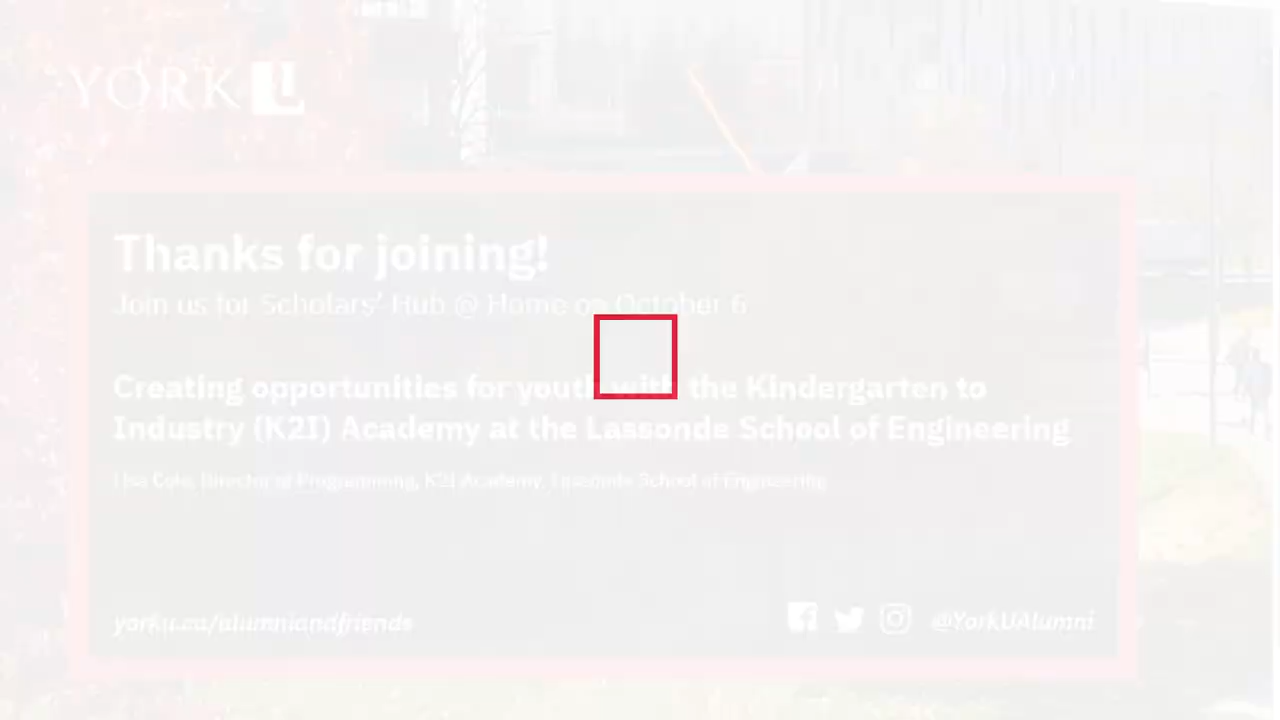 YORK U
Thanks for joining!
Join us for Scholars' Hub @ Home on October 6
Creating opportunities for youth with the Kindergarten to
Industry (K2I) Academy at the Lassonde School of Engineering
Lisa Cole, Director of Programming, K2I Academy, Lassonde School of Engineering
yorku.ca/alumniandfriends
@YorkUAlumni